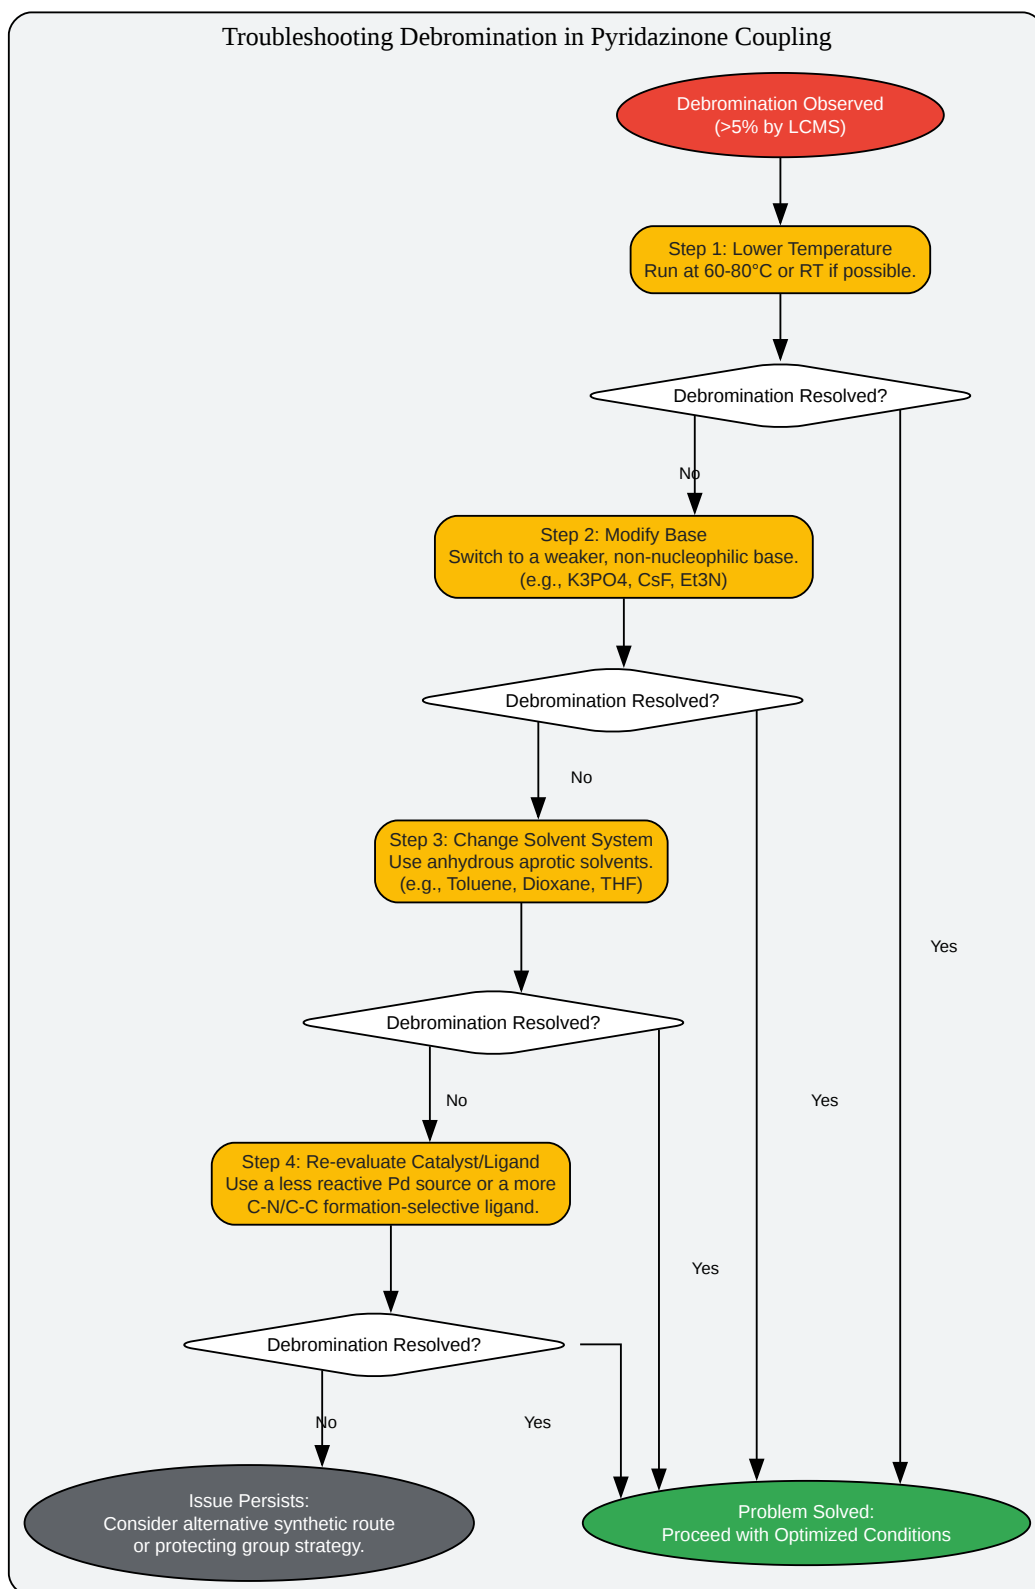 Troubleshooting Debromination in Pyridazinone Coupling
Debromination Observed
(>5% by LCMS)
Step 1: Lower Temperature
Run at 60-80°C or RT if possible.
Debromination Resolved?
No
Step 2: Modify Base
Switch to a weaker, non-nucleophilic base.
(e.g., K3PO4, CsF, Et3N)
Debromination Resolved?
No
Step 3: Change Solvent System
Use anhydrous aprotic solvents.
(e.g., Toluene, Dioxane, THF)
Yes
Debromination Resolved?
No
Yes
Step 4: Re-evaluate Catalyst/Ligand
Use a less reactive Pd source or a more
C-N/C-C formation-selective ligand.
Yes
Debromination Resolved?
No
Yes
Issue Persists:
Consider alternative synthetic route
or protecting group strategy.
Problem Solved:
Proceed with Optimized Conditions